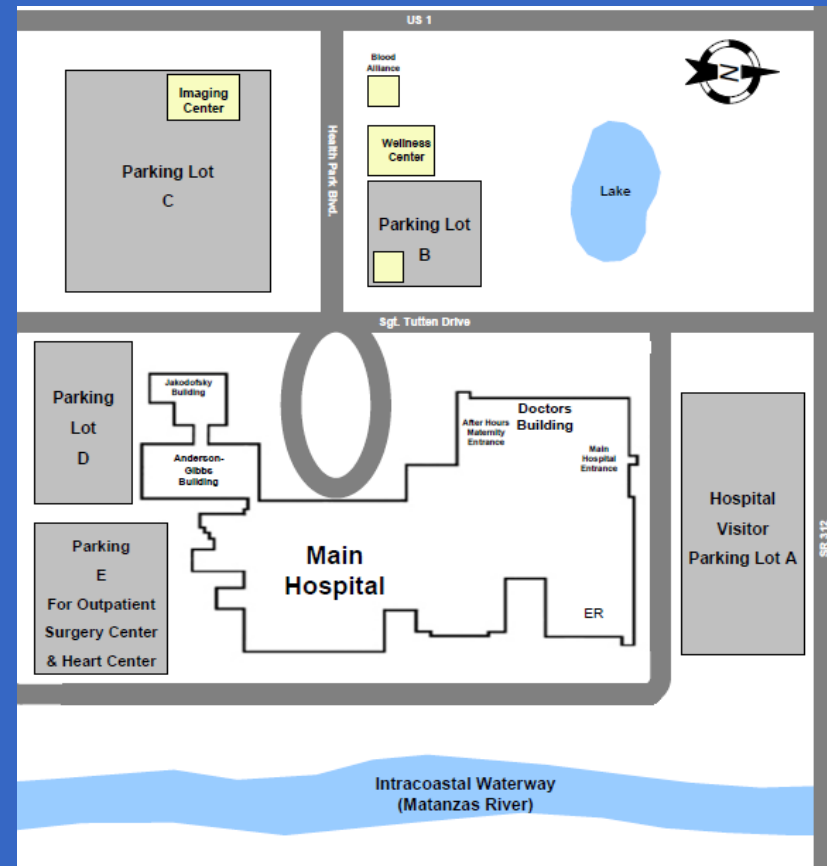 US 1
Blood
Alliance
N
Imaging
Center
Health Park Blvd.
Wellness
Center
Parking Lot
C
Lake
Parking Lot
B
Sgt. Tutten Drive
Jakodofsky
Building
Parking
Lot
D
Doctors
Building
After Hours
Maternity
Entrance
Main
Hospital
Entrance
Anderson-
Gibbs
Building
Hospital
Visitor
Parking Lot A
SR 312
Parking
E
For Outpatient
Surgery Center
& Heart Center
Main
Hospital
ER
Intracoastal Waterway
(Matanzas River)